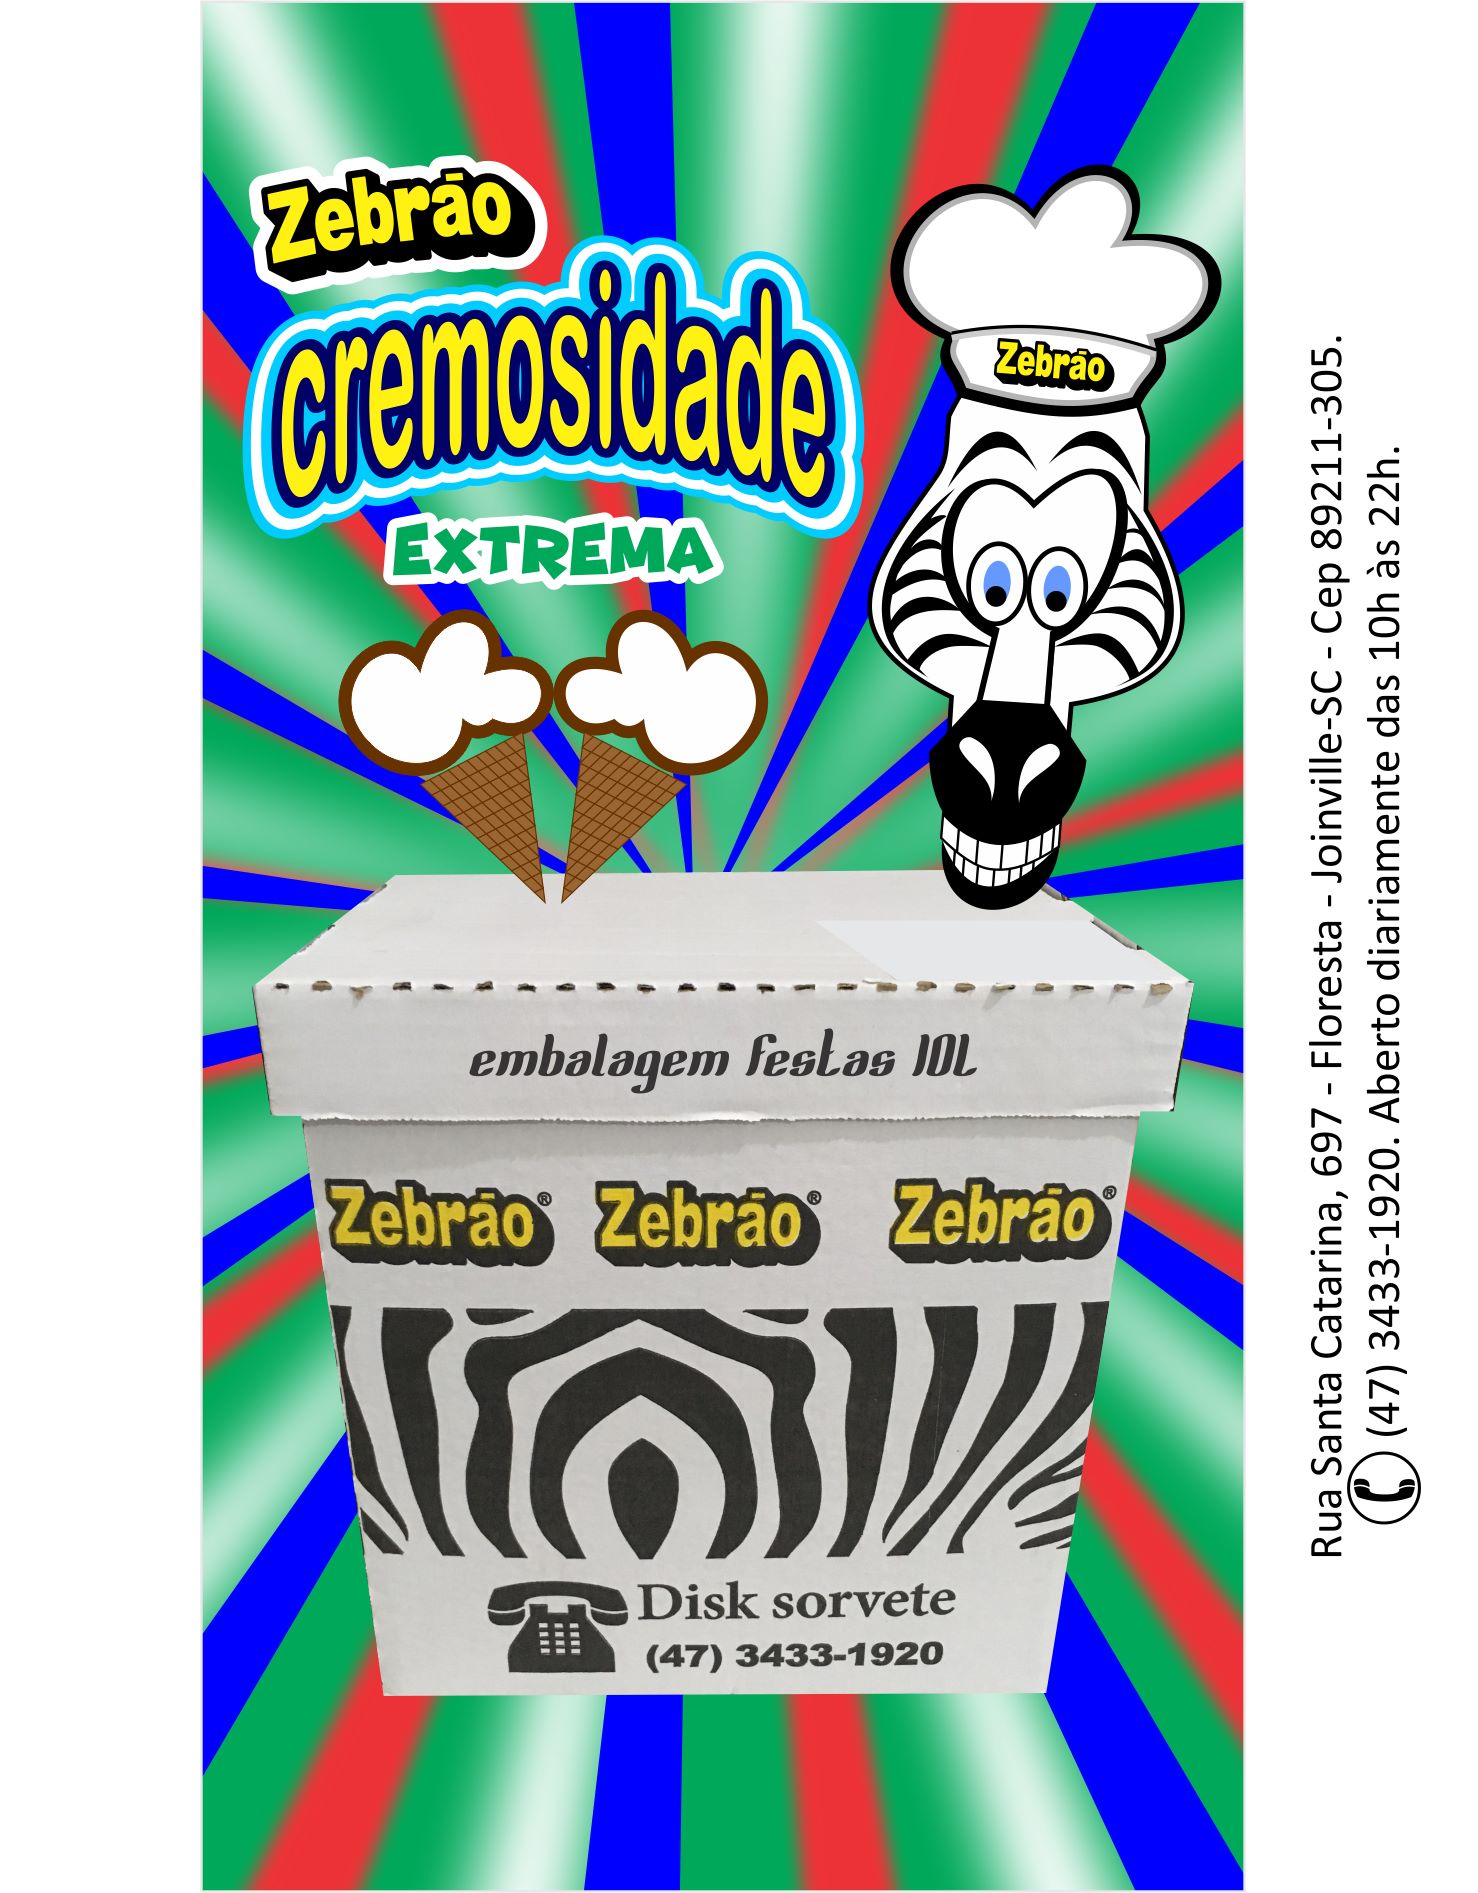 Zebrão
cremosidade
EXTREMA
Zebrão
embalagem festas 10L
Zebrão® Zebrão® Zebrão®
Disk sorvete
(47) 3433-1920
Rua Santa Catarina, 697 - Floresta - Joinville-SC - Cep 89211-305.
(47) 3433-1920. Aberto diariamente das 10h às 22h.